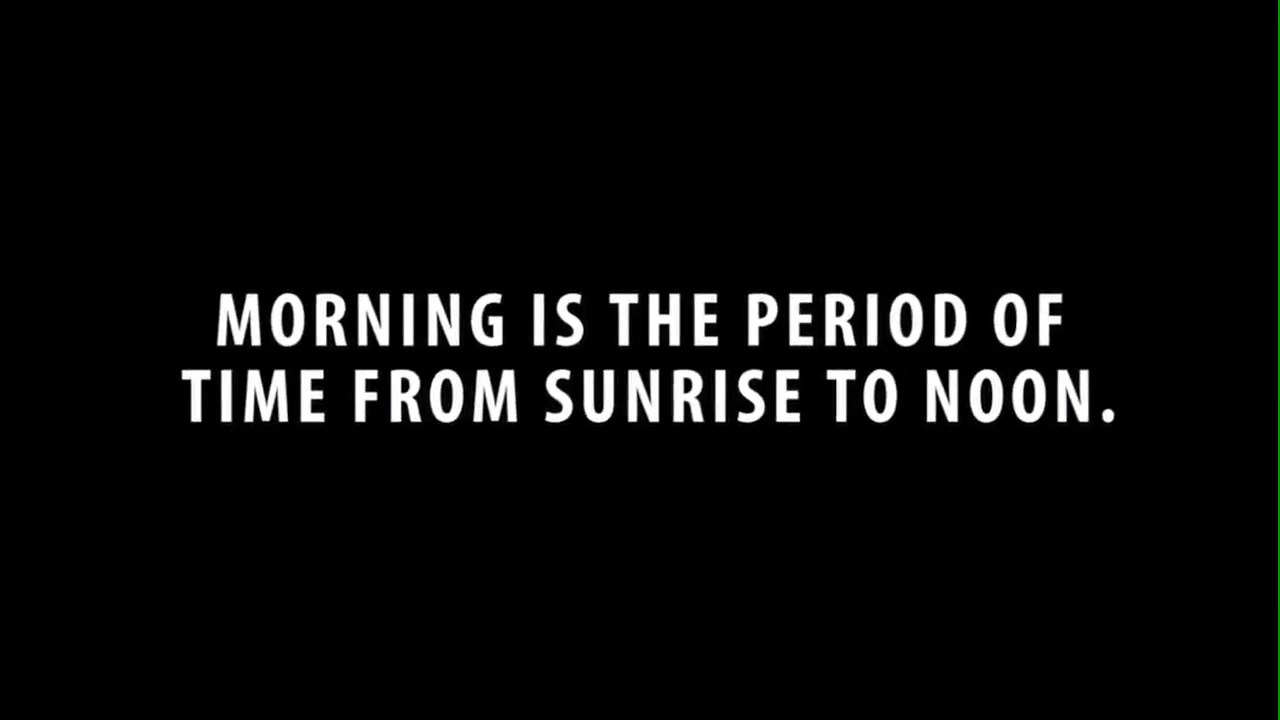 MORNING IS THE PERIOD OF
TIME FROM SUNRISE TO NOON.